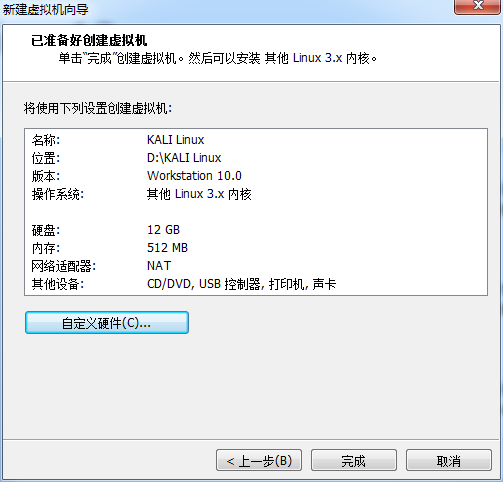 新建虚拟机向导
已准备好创建虚拟机
单击“完成”创建虚拟机。然后可以安装 其他 Linux 3.x 内核。
将使用下列设置创建虚拟机:
名称: KALI Linux
位置: D:\KALI Linux
版本: Workstation 10.0
操作系统: 其他 Linux 3.x 内核
硬盘: 12 GB
内存: 512 MB
网络适配器: NAT
其他设备: CD/DVD, USB 控制器, 打印机, 声卡
自定义硬件(C)...
< 上一步(B) 完成 取消